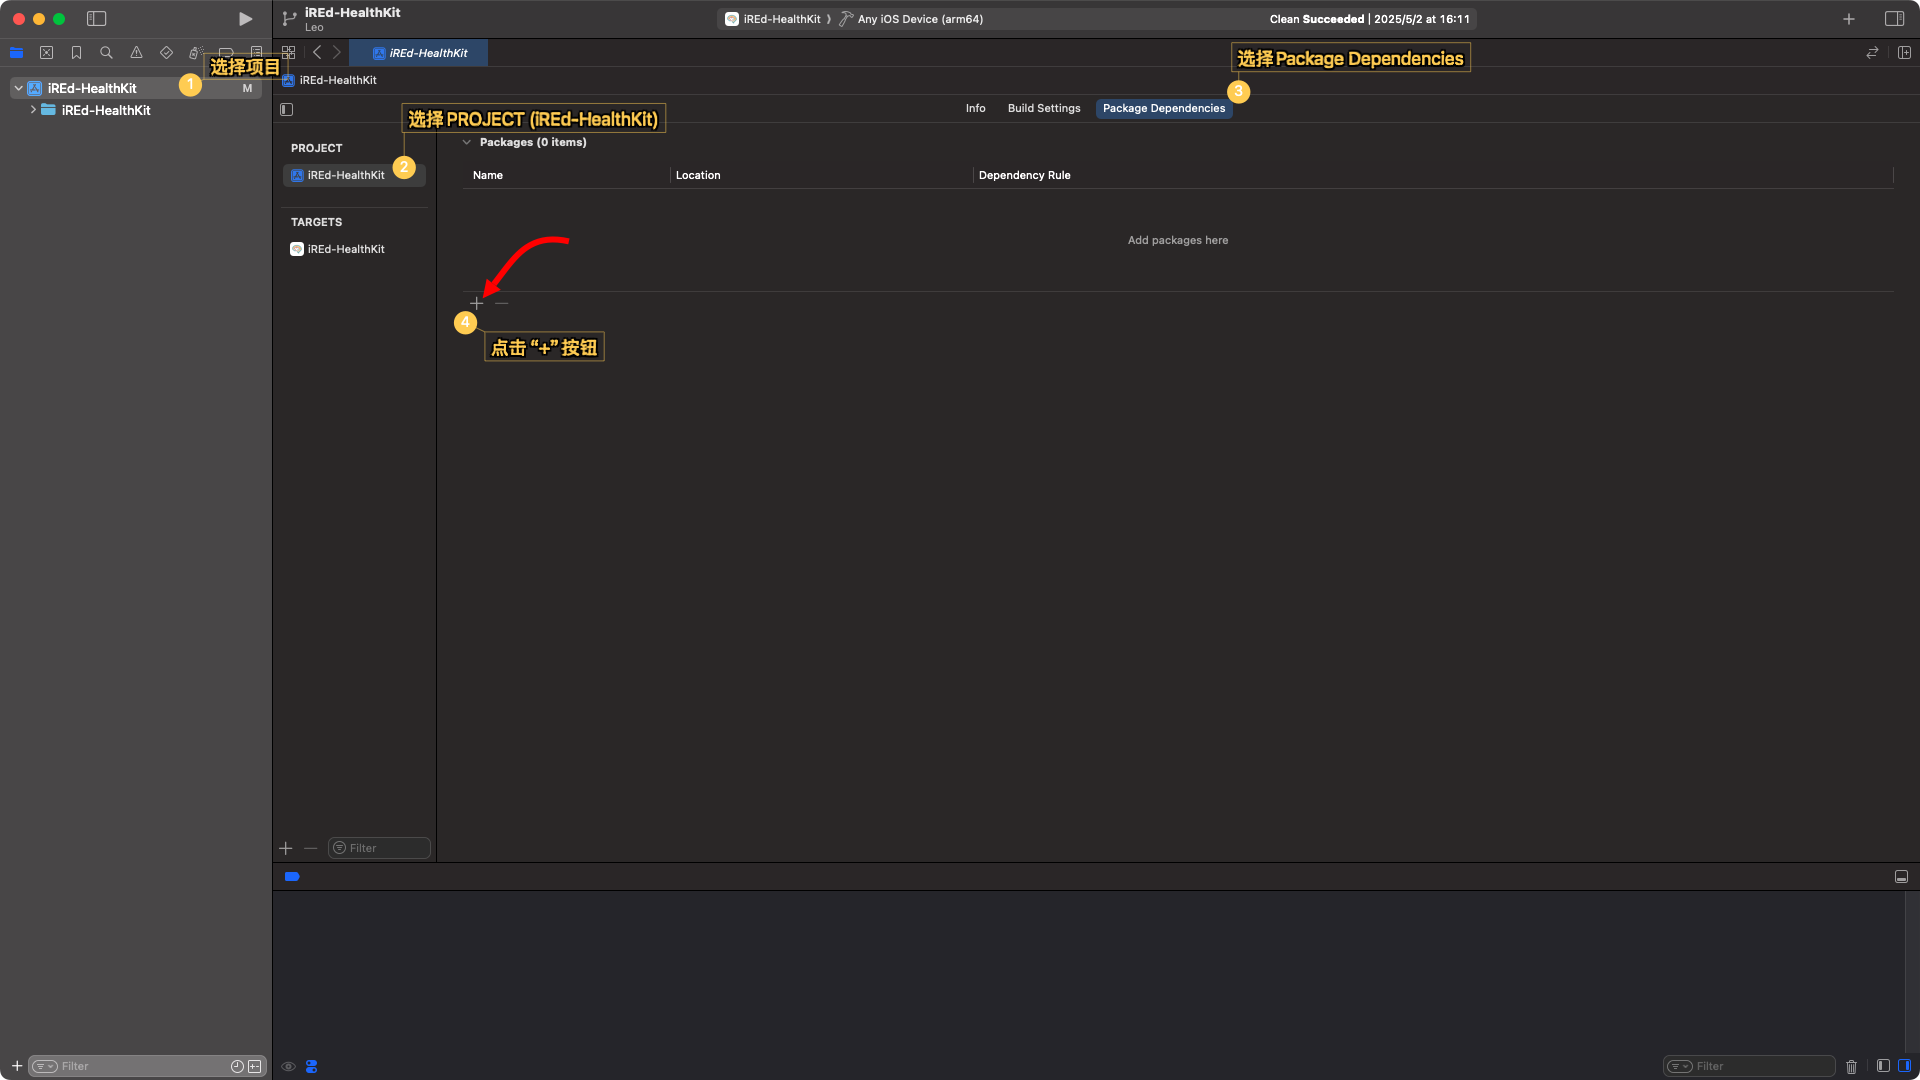 iREd-HealthKit
Leo
iREd-HealthKit
Any iOS Device (arm64)
Clean Succeeded | 2025/5/2 at 16:11
选择项目
iREd-HealthKit
选择 Package Dependencies
iREd-HealthKit
1
M
iREd-HealthKit
3
iREd-HealthKit
选择 PROJECT (iREd-HealthKit)
Info
Build Settings
Package Dependencies
PROJECT
Packages (0 items)
iREd-HealthKit
2
Name
Location
Dependency Rule
TARGETS
iREd-HealthKit
Add packages here
4
点击 “+” 按钮
Filter
Filter
Filter